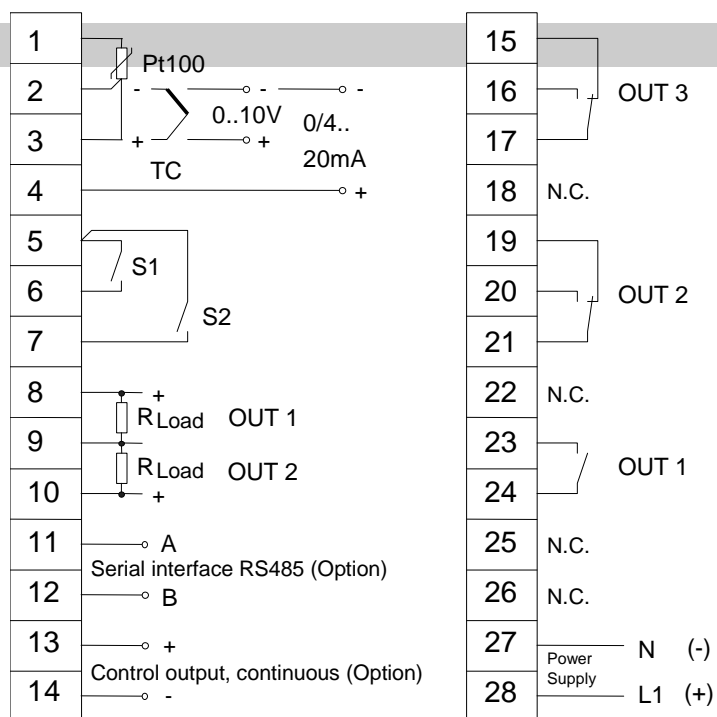 1
Pt100
2
- - -
0..10V
3
+ +
0/4..
20mA
TC
4
+
5
S1
6
S2
7
8
+
RLoad OUT 1
9
RLoad OUT 2
10
+
11
A
Serial interface RS485 (Option)
12
B
13
+
Control output, continuous (Option)
14
-
15
16
OUT 3
17
18 N.C.
19
20
OUT 2
21
22 N.C.
23
OUT 1
24
25 N.C.
26 N.C.
27
N (-)
Power
Supply
28
L1 (+)